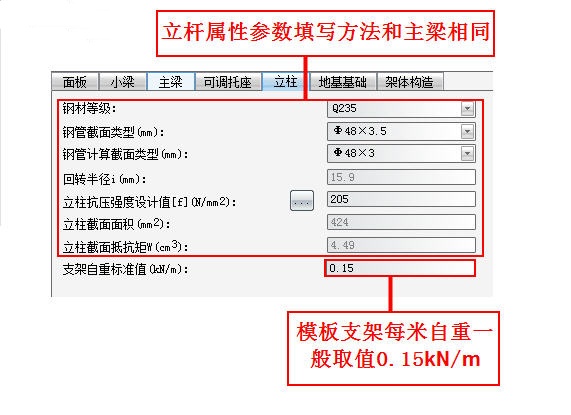 立杆属性参数填写方法和主梁相同
面板 小梁 主梁 可调托座 立柱 地基基础 架体构造
钢材等级: Q235
钢管截面类型(mm): Φ48×3.5
钢管计算截面类型(mm): Φ48×3
回转半径i(mm): 15.9
立柱抗压强度设计值[f](N/mm2): ... 205
立柱截面面积(mm2): 424
立柱截面抵抗矩W(cm3): 4.49
支架自重标准值(kN/m): 0.15
模板支架每米自重一
般取值0.15kN/m